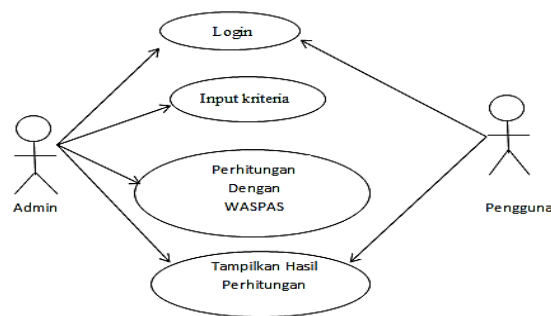 Login
Input kriteria
Perhitungan
Dengan
WASPAS
Admin
Pengguna
Tampilkan Hasil
Perhitungan